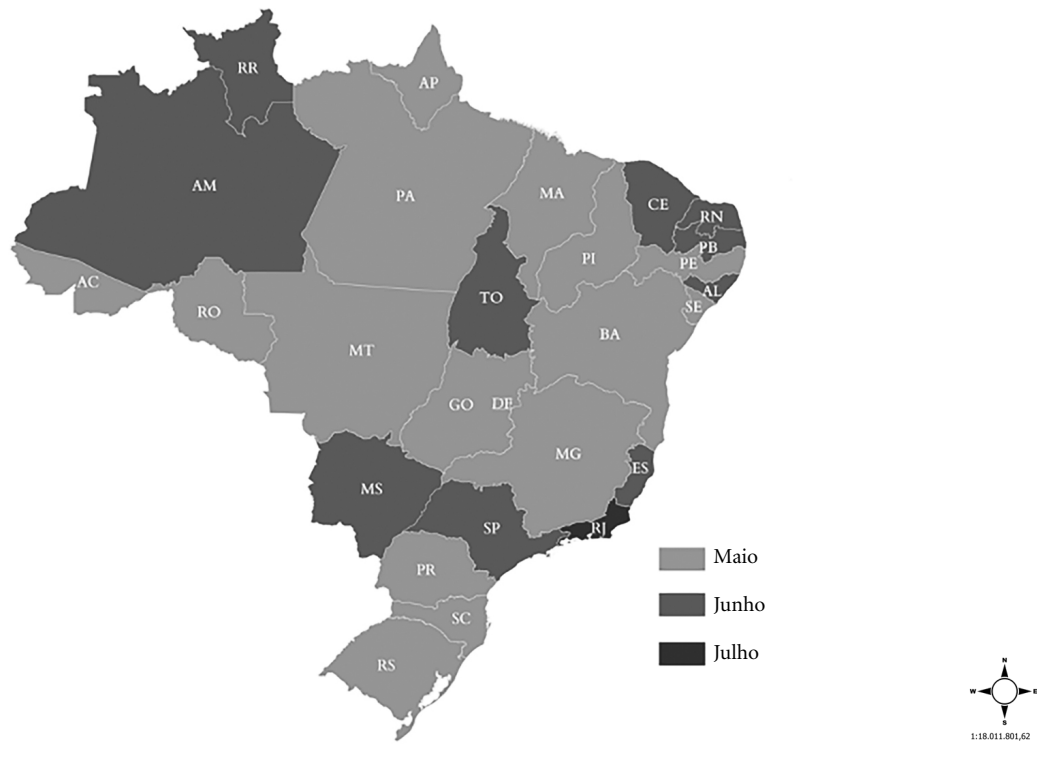 RR
AP
AM
PA
MA
CE
RN
PB
PI
PE
AC
TO
AL
RO
SE
BA
MT
GO
DF
MG
ES
MS
SP
RJ
PR
SC
RS
Maio
Junho
Julho
N
W
E
S
1:18.011.801,62